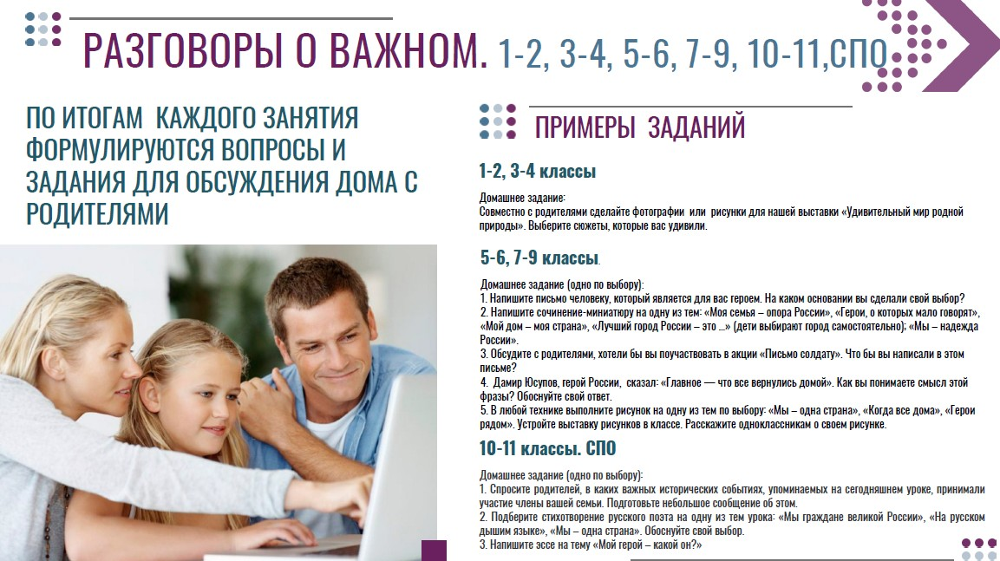 РАЗГОВОРЫ О ВАЖНОМ. 1-2, 3-4, 5-6, 7-9, 10-11,СПО
ПО ИТОГАМ КАЖДОГО ЗАНЯТИЯ
ФОРМУЛИРУЮТСЯ ВОПРОСЫ И
ЗАДАНИЯ ДЛЯ ОБСУЖДЕНИЯ ДОМА С
РОДИТЕЛЯМИ
ПРИМЕРЫ ЗАДАНИЙ
1-2, 3-4 классы
Домашнее задание:
Совместно с родителями сделайте фотографии или рисунки для нашей выставки «Удивительный мир родной
природы». Выберите сюжеты, которые вас удивили.
5-6, 7-9 классы.
Домашнее задание (одно по выбору):
1. Напишите письмо человеку, который является для вас героем. На каком основании вы сделали свой выбор?
2. Напишите сочинение-миниатюру на одну из тем: «Моя семья – опора России», «Герои, о которых мало говорят»,
«Мой дом – моя страна», «Лучший город России – это ...» (дети выбирают город самостоятельно); «Мы – надежда
России».
3. Обсудите с родителями, хотели бы вы поучаствовать в акции «Письмо солдату». Что бы вы написали в этом
письме?
4. Дамир Юсупов, герой России, сказал: «Главное — что все вернулись домой». Как вы понимаете смысл этой
фразы? Обоснуйте свой ответ.
5. В любой технике выполните рисунок на одну из тем по выбору: «Мы – одна страна», «Когда все дома», «Герои
рядом». Устройте выставку рисунков в классе. Расскажите одноклассникам о своем рисунке.
10-11 классы. СПО
Домашнее задание (одно по выбору):
1. Спросите родителей, в каких важных исторических событиях, упоминаемых на сегодняшнем уроке, принимали
участие члены вашей семьи. Подготовьте небольшое сообщение об этом.
2. Подберите стихотворение русского поэта на одну из тем урока: «Мы граждане великой России», «На русском
дышим языке», «Мы – одна страна». Обоснуйте свой выбор.
3. Напишите эссе на тему «Мой герой – какой он?»